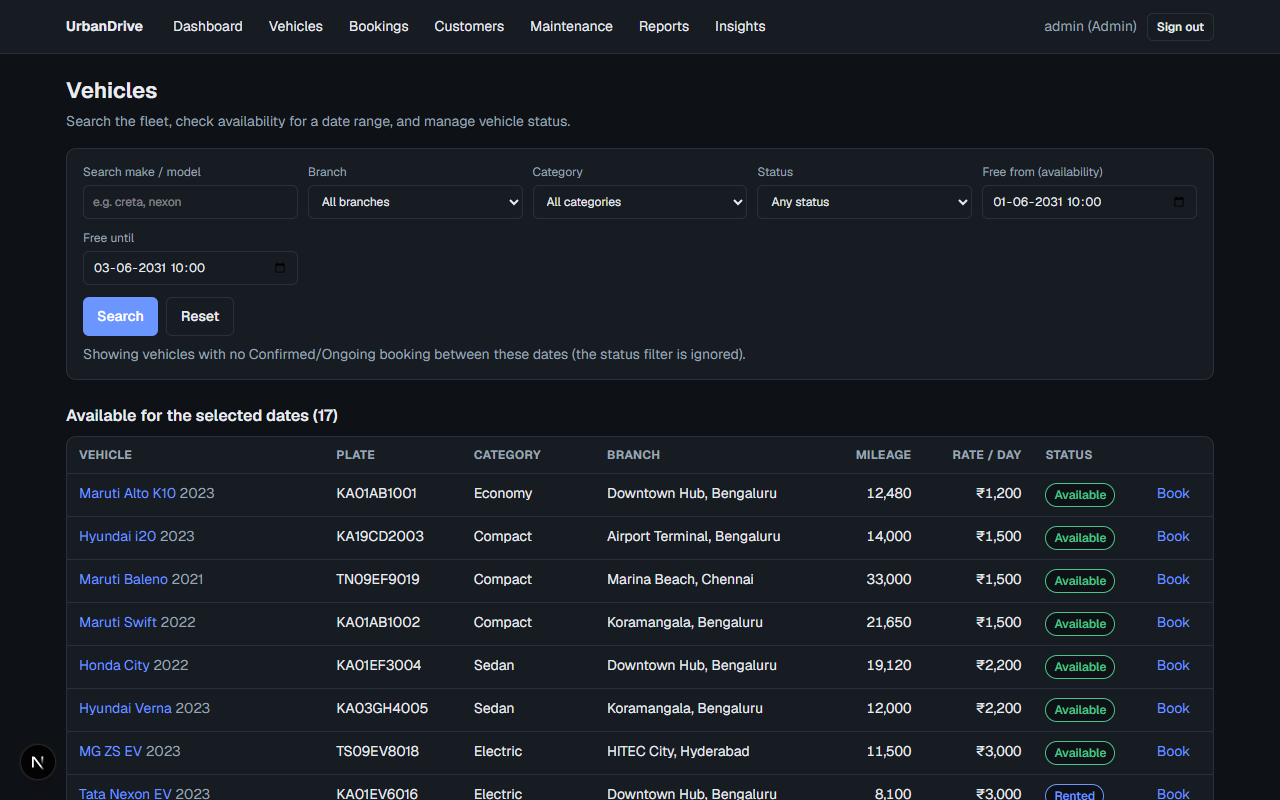 UrbanDrive Dashboard Vehicles Bookings Customers Maintenance Reports Insights admin (Admin) Sign out
Vehicles
Search the fleet, check availability for a date range, and manage vehicle status.
Search make / model Branch Category Status Free from (availability)
e.g. creta, nexon All branches All categories Any status 01-06-2031 10:00
Free until
03-06-2031 10:00
Search Reset
Showing vehicles with no Confirmed/Ongoing booking between these dates (the status filter is ignored).
Available for the selected dates (17)
VEHICLE PLATE CATEGORY BRANCH MILEAGE RATE / DAY STATUS
Maruti Alto K10 2023 KA01AB1001 Economy Downtown Hub, Bengaluru 12,480 ₹1,200 Available Book
Hyundai i20 2023 KA19CD2003 Compact Airport Terminal, Bengaluru 14,000 ₹1,500 Available Book
Maruti Baleno 2021 TN09EF9019 Compact Marina Beach, Chennai 33,000 ₹1,500 Available Book
Maruti Swift 2022 KA01AB1002 Compact Koramangala, Bengaluru 21,650 ₹1,500 Available Book
Honda City 2022 KA01EF3004 Sedan Downtown Hub, Bengaluru 19,120 ₹2,200 Available Book
Hyundai Verna 2023 KA03GH4005 Sedan Koramangala, Bengaluru 12,000 ₹2,200 Available Book
MG ZS EV 2023 TS09EV8018 Electric HITEC City, Hyderabad 11,500 ₹3,000 Available Book
N
Tata Nexon EV 2023 KA01EV6016 Electric Downtown Hub, Bengaluru 8,100 ₹3,000 Rented Book